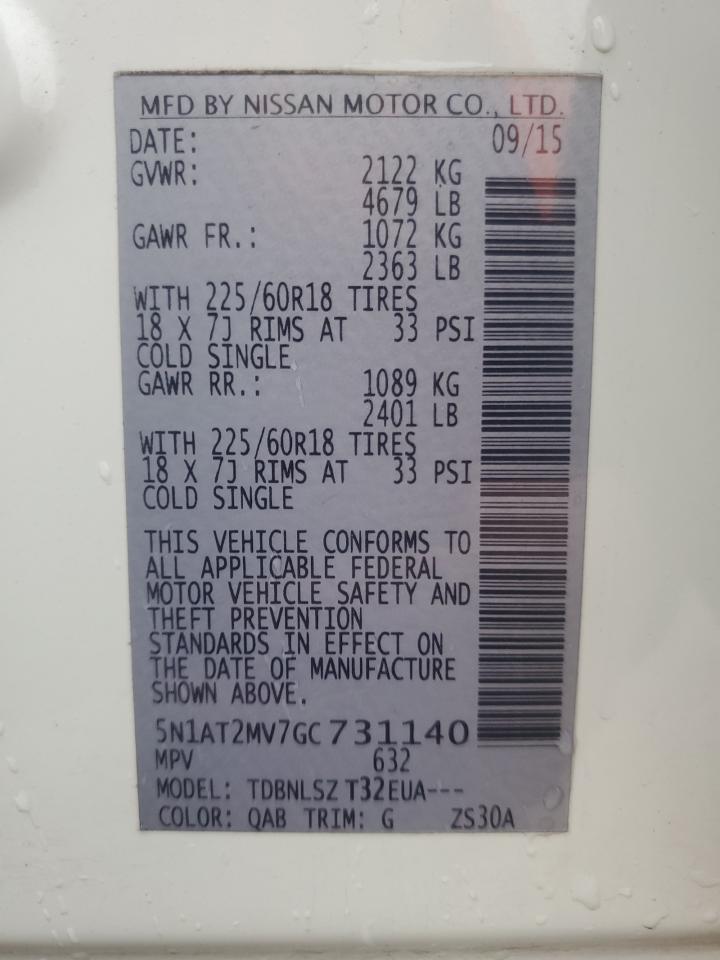 MFD BY NISSAN MOTOR CO., LTD.
DATE: 09/15
GVWR: 2122 KG
4679 LB
GAWR FR.: 1072 KG
2363 LB
WITH 225/60R18 TIRES
18 X 7J RIMS AT 33 PSI
COLD SINGLE
GAWR RR.: 1089 KG
2401 LB
WITH 225/60R18 TIRES
18 X 7J RIMS AT 33 PSI
COLD SINGLE
THIS VEHICLE CONFORMS TO
ALL APPLICABLE FEDERAL
MOTOR VEHICLE SAFETY AND
THEFT PREVENTION
STANDARDS IN EFFECT ON
THE DATE OF MANUFACTURE
SHOWN ABOVE.
5N1AT2MV7GC731140
MPV 632
MODEL: TDBNLSZ T32EUA---
COLOR: QAB TRIM: G ZS30A